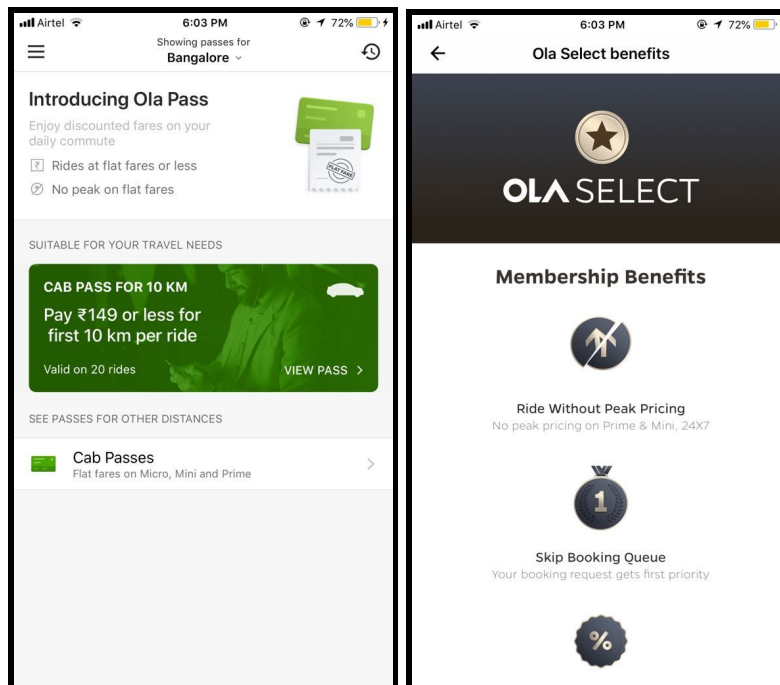 Airtel
6:03 PM
72%
Showing passes for
Bangalore
Introducing Ola Pass
Enjoy discounted fares on your
daily commute
₹ Rides at flat fares or less
No peak on flat fares
FLAT FARE
SUITABLE FOR YOUR TRAVEL NEEDS
CAB PASS FOR 10 KM
Pay ₹149 or less for
first 10 km per ride
Valid on 20 rides
VIEW PASS >
SEE PASSES FOR OTHER DISTANCES
Cab Passes
Flat fares on Micro, Mini and Prime
Airtel
6:03 PM
72%
Ola Select benefits
OLA SELECT
Membership Benefits
Ride Without Peak Pricing
No peak pricing on Prime & Mini, 24X7
1
Skip Booking Queue
Your booking request gets first priority
%